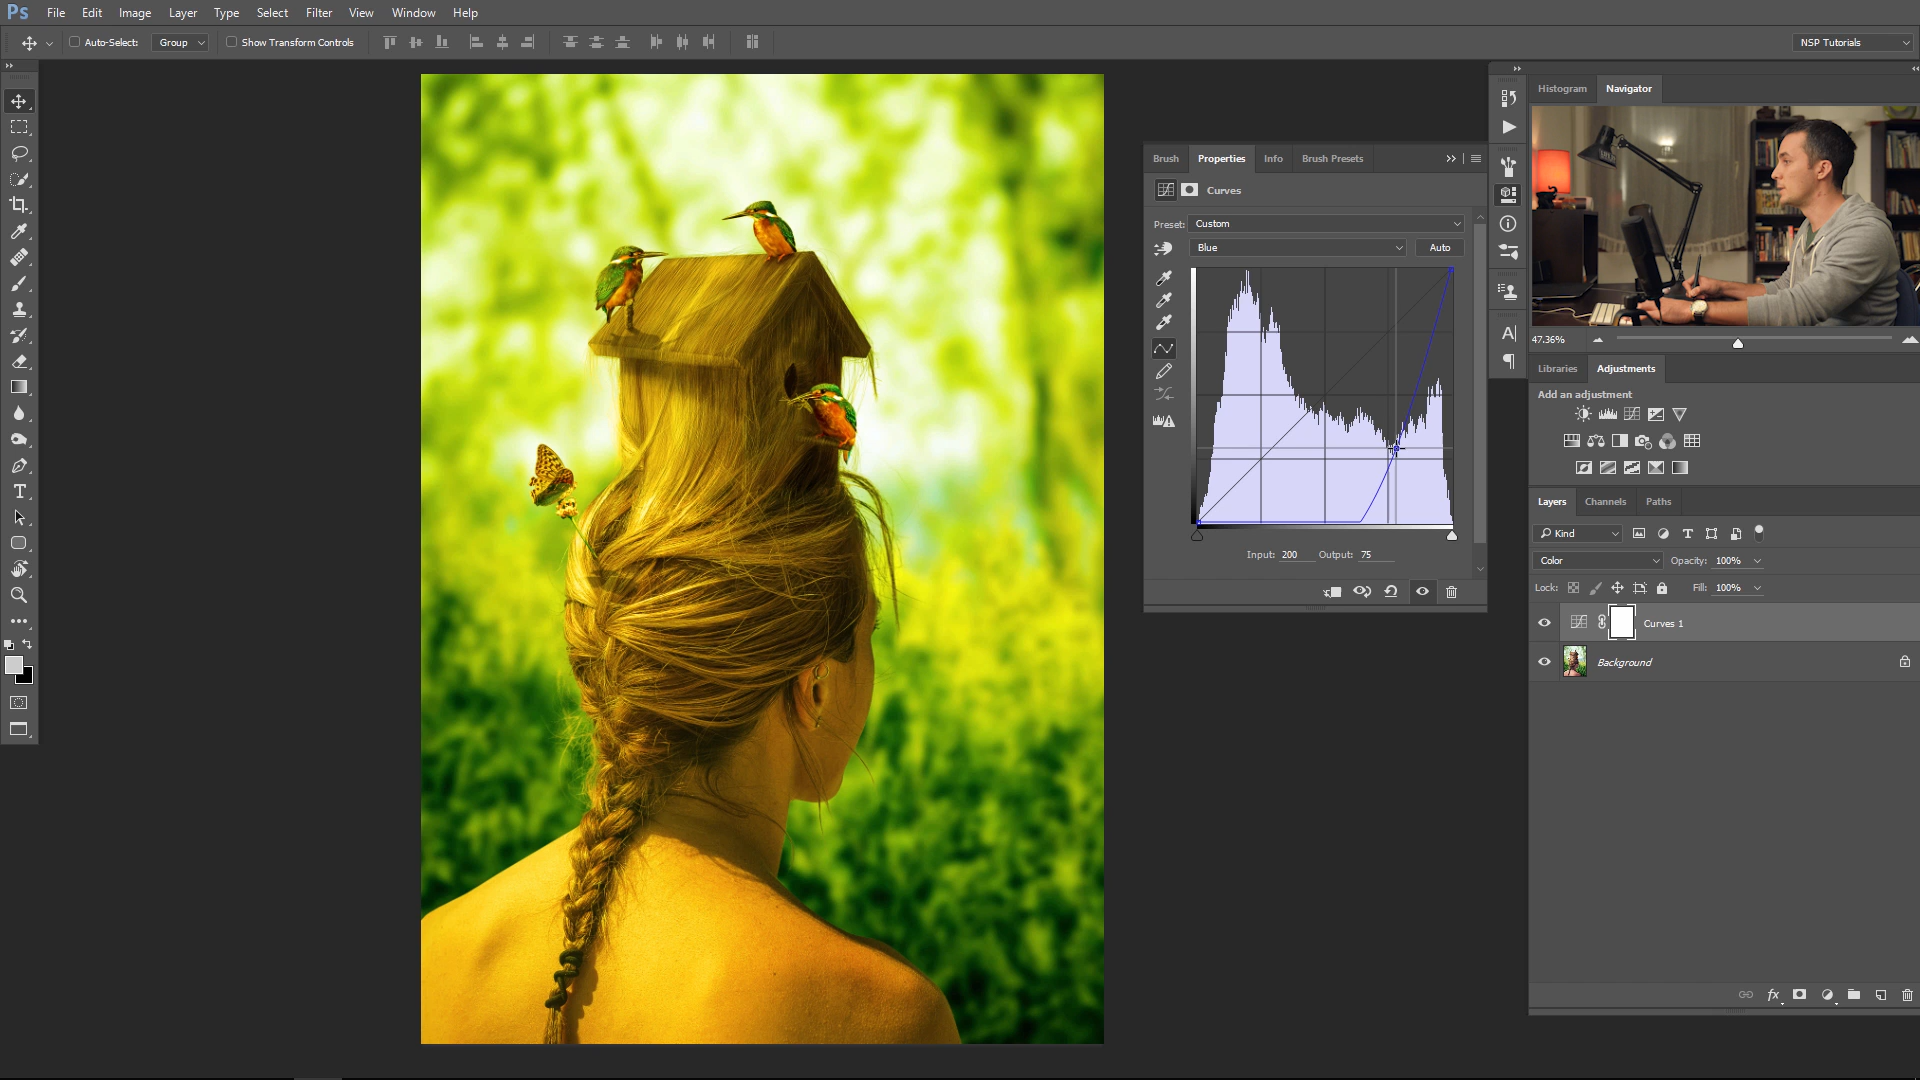 Ps File Edit Image Layer Type Select Filter View Window Help
Auto-Select: Group Show Transform Controls NSP Tutorials
Histogram Navigator
47.36%
Libraries Adjustments
Add an adjustment
Brush Properties Info Brush Presets
Curves
Preset: Custom
Blue Auto
Input: 200 Output: 75
Layers Channels Paths
Kind
Color Opacity: 100%
Lock: Fill: 100%
Curves 1
Background
fx